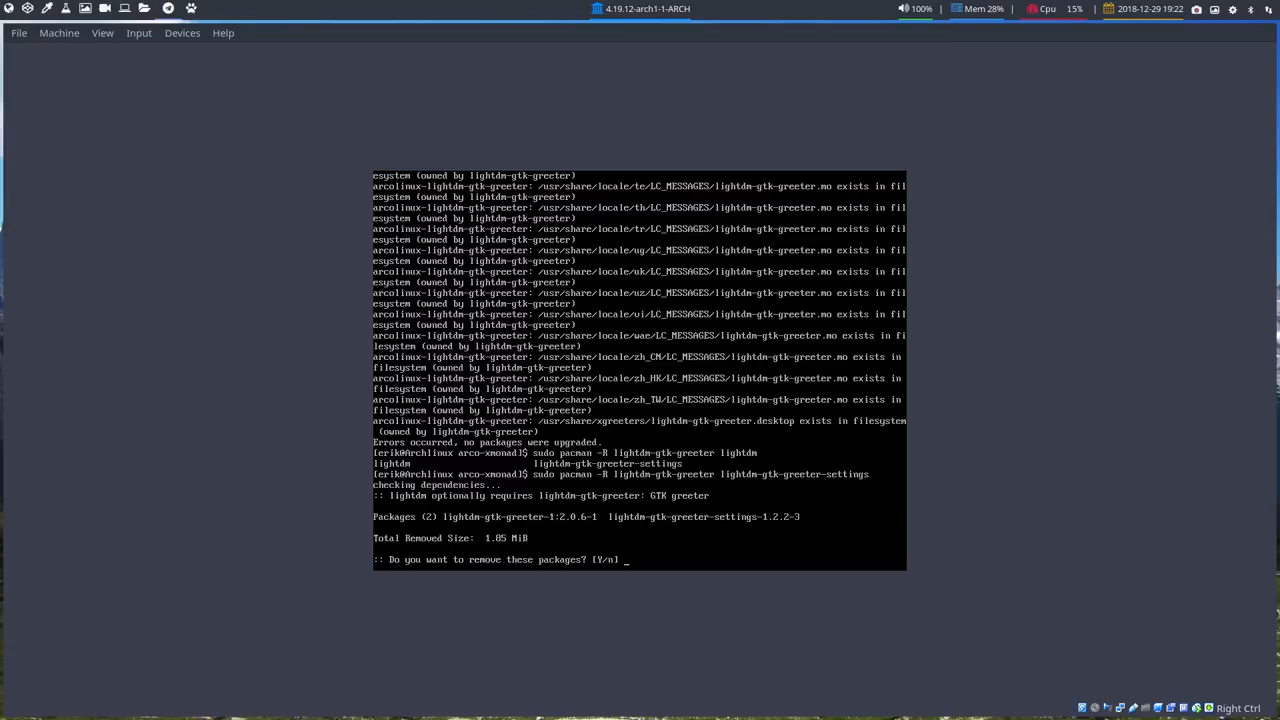 4.19.12-arch1-1-ARCH
100% | Mem 28% | Cpu 15% | 2018-12-29 19:22 |
File Machine View Input Devices Help
esystem (owned by lightdm-gtk-greeter)
arcolinux-lightdm-gtk-greeter: /usr/share/locale/te/LC_MESSAGES/lightdm-gtk-greeter.mo exists in fil
esystem (owned by lightdm-gtk-greeter)
arcolinux-lightdm-gtk-greeter: /usr/share/locale/th/LC_MESSAGES/lightdm-gtk-greeter.mo exists in fil
esystem (owned by lightdm-gtk-greeter)
arcolinux-lightdm-gtk-greeter: /usr/share/locale/tr/LC_MESSAGES/lightdm-gtk-greeter.mo exists in fil
esystem (owned by lightdm-gtk-greeter)
arcolinux-lightdm-gtk-greeter: /usr/share/locale/ug/LC_MESSAGES/lightdm-gtk-greeter.mo exists in fil
esystem (owned by lightdm-gtk-greeter)
arcolinux-lightdm-gtk-greeter: /usr/share/locale/uk/LC_MESSAGES/lightdm-gtk-greeter.mo exists in fil
esystem (owned by lightdm-gtk-greeter)
arcolinux-lightdm-gtk-greeter: /usr/share/locale/uz/LC_MESSAGES/lightdm-gtk-greeter.mo exists in fil
esystem (owned by lightdm-gtk-greeter)
arcolinux-lightdm-gtk-greeter: /usr/share/locale/vi/LC_MESSAGES/lightdm-gtk-greeter.mo exists in fil
esystem (owned by lightdm-gtk-greeter)
arcolinux-lightdm-gtk-greeter: /usr/share/locale/wae/LC_MESSAGES/lightdm-gtk-greeter.mo exists in fi
lesystem (owned by lightdm-gtk-greeter)
arcolinux-lightdm-gtk-greeter: /usr/share/locale/zh_CN/LC_MESSAGES/lightdm-gtk-greeter.mo exists in
filesystem (owned by lightdm-gtk-greeter)
arcolinux-lightdm-gtk-greeter: /usr/share/locale/zh_HK/LC_MESSAGES/lightdm-gtk-greeter.mo exists in
filesystem (owned by lightdm-gtk-greeter)
arcolinux-lightdm-gtk-greeter: /usr/share/locale/zh_TW/LC_MESSAGES/lightdm-gtk-greeter.mo exists in
filesystem (owned by lightdm-gtk-greeter)
arcolinux-lightdm-gtk-greeter: /usr/share/xgreeters/lightdm-gtk-greeter.desktop exists in filesystem
(owned by lightdm-gtk-greeter)
Errors occurred, no packages were upgraded.
[erik@Archlinux arco-xmonad]$ sudo pacman -R lightdm-gtk-greeter lightdm
lightdm lightdm-gtk-greeter-settings
[erik@Archlinux arco-xmonad]$ sudo pacman -R lightdm-gtk-greeter lightdm-gtk-greeter-settings
checking dependencies...
:: lightdm optionally requires lightdm-gtk-greeter: GTK greeter
Packages (2) lightdm-gtk-greeter-1:2.0.6-1 lightdm-gtk-greeter-settings-1.2.2-3
Total Removed Size: 1.05 MiB
:: Do you want to remove these packages? [Y/n] _
Right Ctrl